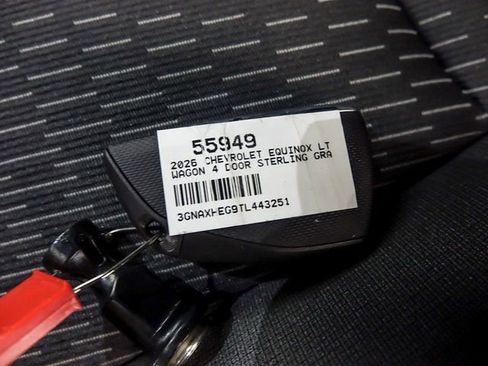 55949
2026 CHEVROLET EQUINOX LT
WAGON 4 DOOR STERLING GRA
3GNAXHEG9TL443251